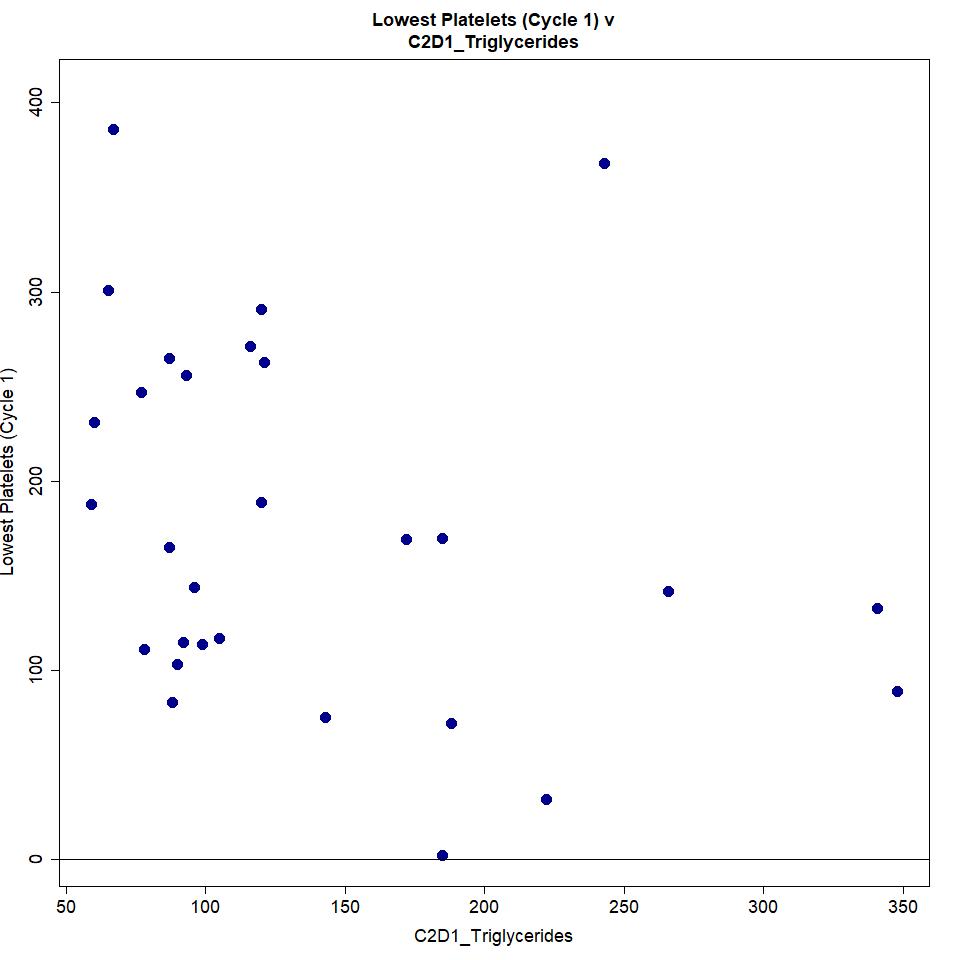 Lowest Platelets (Cycle 1) v
C2D1_Triglycerides
400
300
200
100
0
Lowest Platelets (Cycle 1)
50 100 150 200 250 300 350
C2D1_Triglycerides